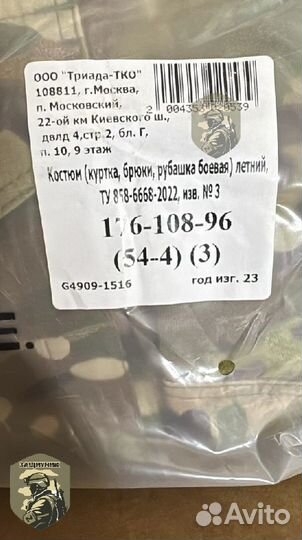 ООО "Триада-ТКО"
108811, г.Москва,
п. Московский,
22-ой км Киевского ш.,
двлд 4,стр.2, бл. Г,
п. 10, 9 этаж
Костюм (куртка, брюки, рубашка боевая) летний,
ТУ 858-6668-2022, изв. № 3
176-108-96
(54-4) (3)
G4909-1516 год изг. 23
ЗАЩИТНИК
Avito